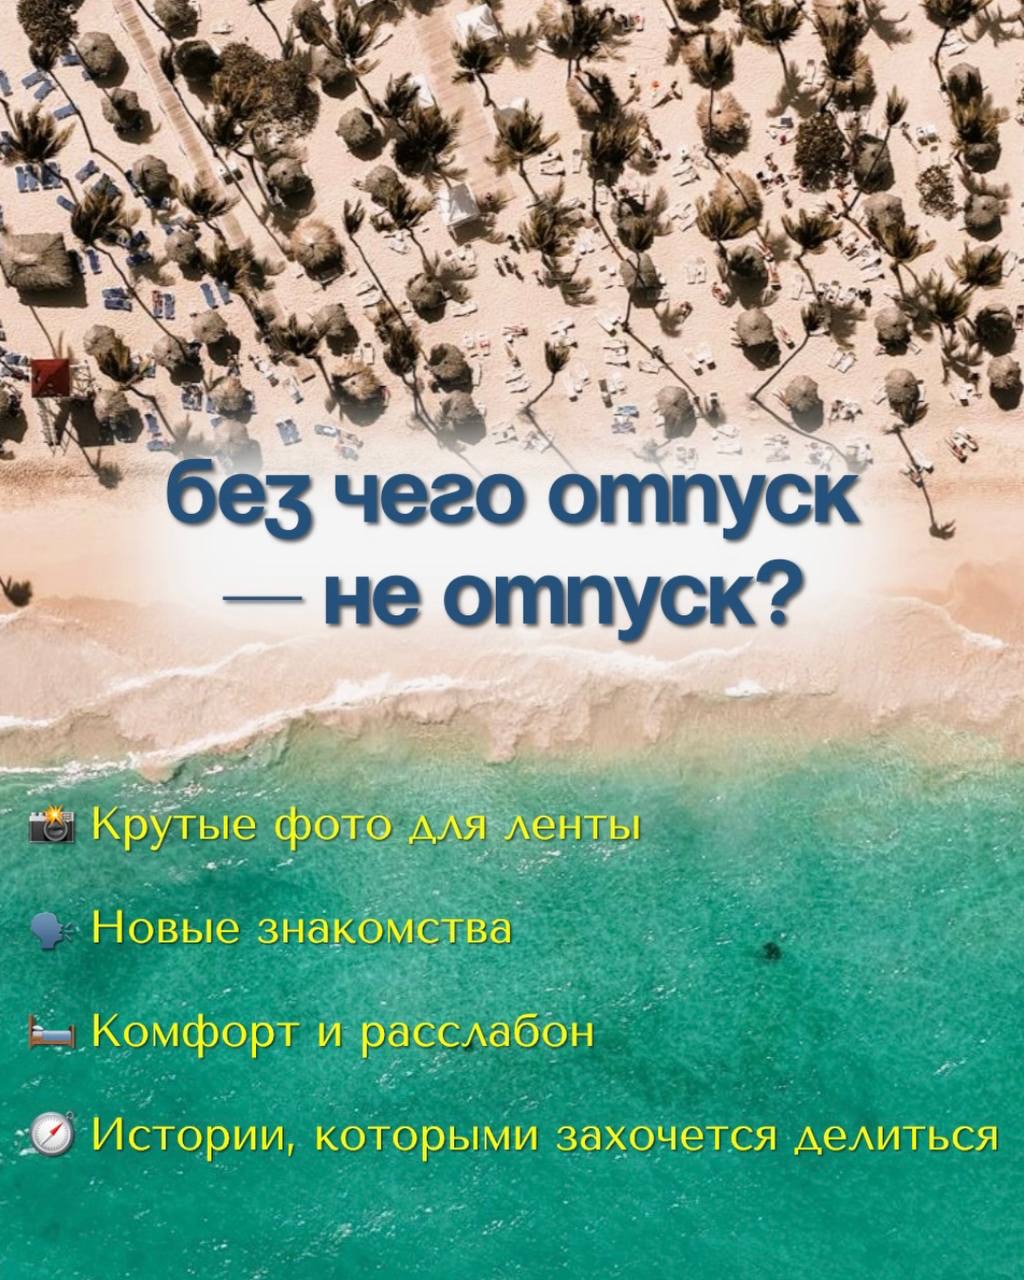 без чего отпуск
— не отпуск?
📸 Крутые фото для ленты
🗣 Новые знакомства
🛏 Комфорт и расслабон
🧭 Истории, которыми захочется делиться